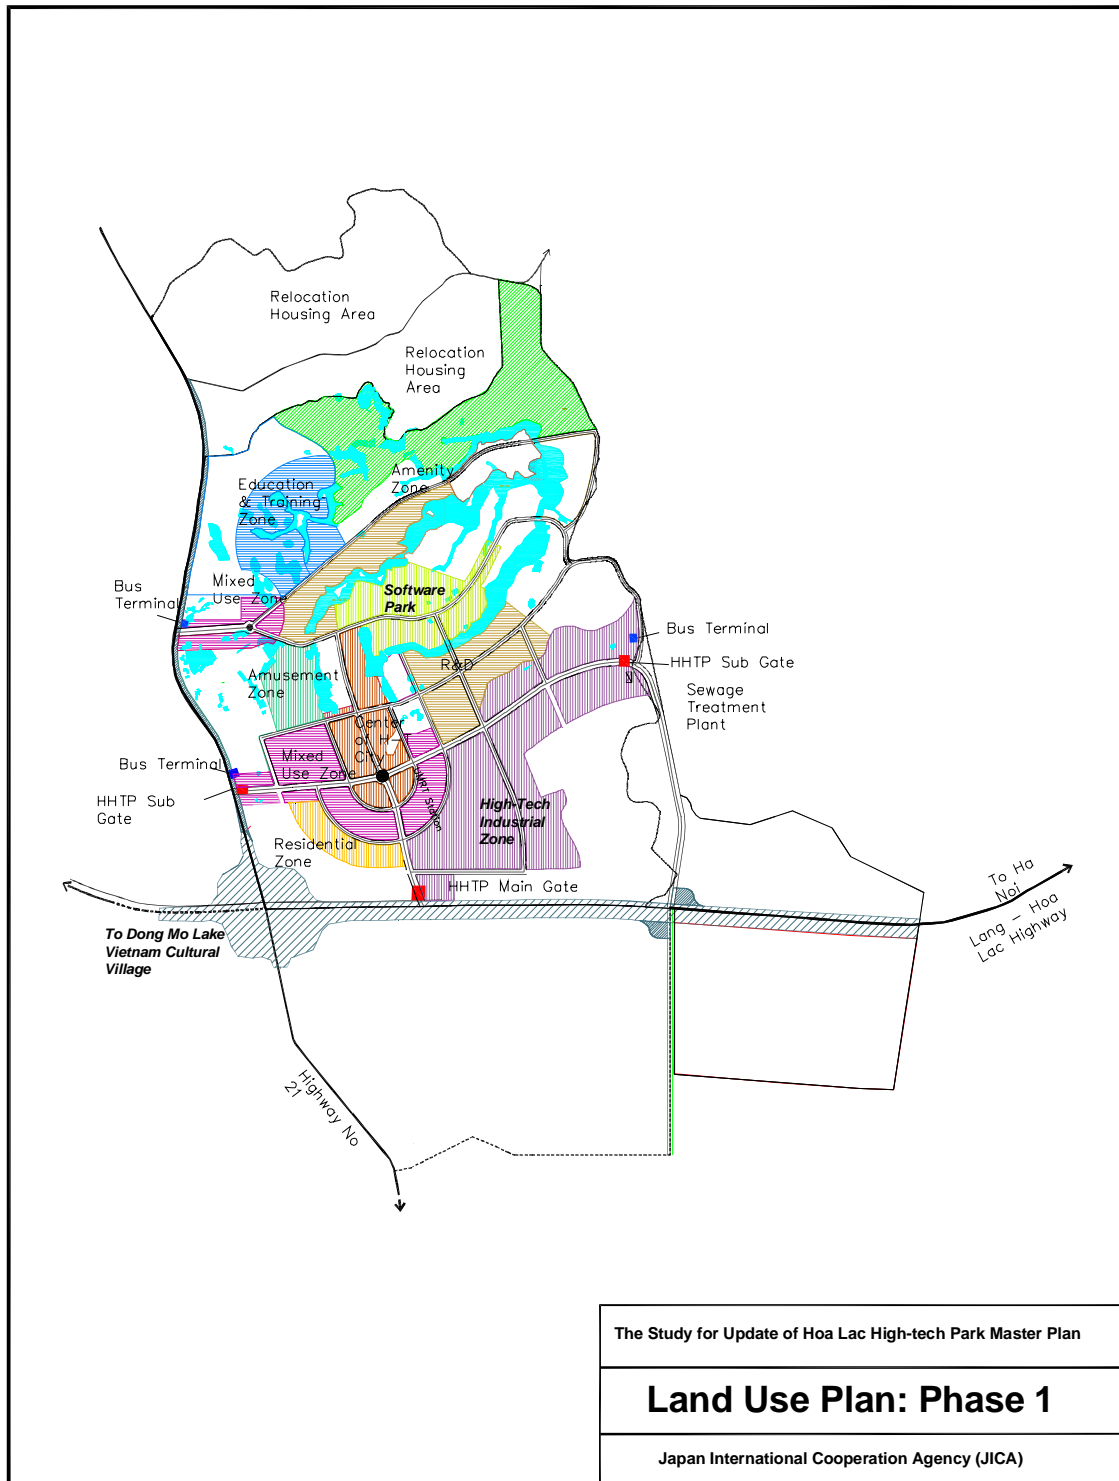 Relocation
Housing Area
Relocation
Housing
Area
Amenity
Zone
Education
& Training
Zone
Bus
Terminal
Mixed
Use Zone
Software
Park
Bus Terminal
HHTP Sub Gate
R&D
Sewage
Treatment
Plant
Amusement
Zone
Center
of H-T
City
Mixed
Use Zone
Bus Terminal
HHTP Sub
Gate
HMRT Station
High-Tech
Industrial
Zone
Residential
Zone
HHTP Main Gate
To Ha
Noi
Lang - Hoa
Lac Highway
To Dong Mo Lake
Vietnam Cultural
Village
Highway No
21
The Study for Update of Hoa Lac High-tech Park Master Plan
Land Use Plan: Phase 1
Japan International Cooperation Agency (JICA)